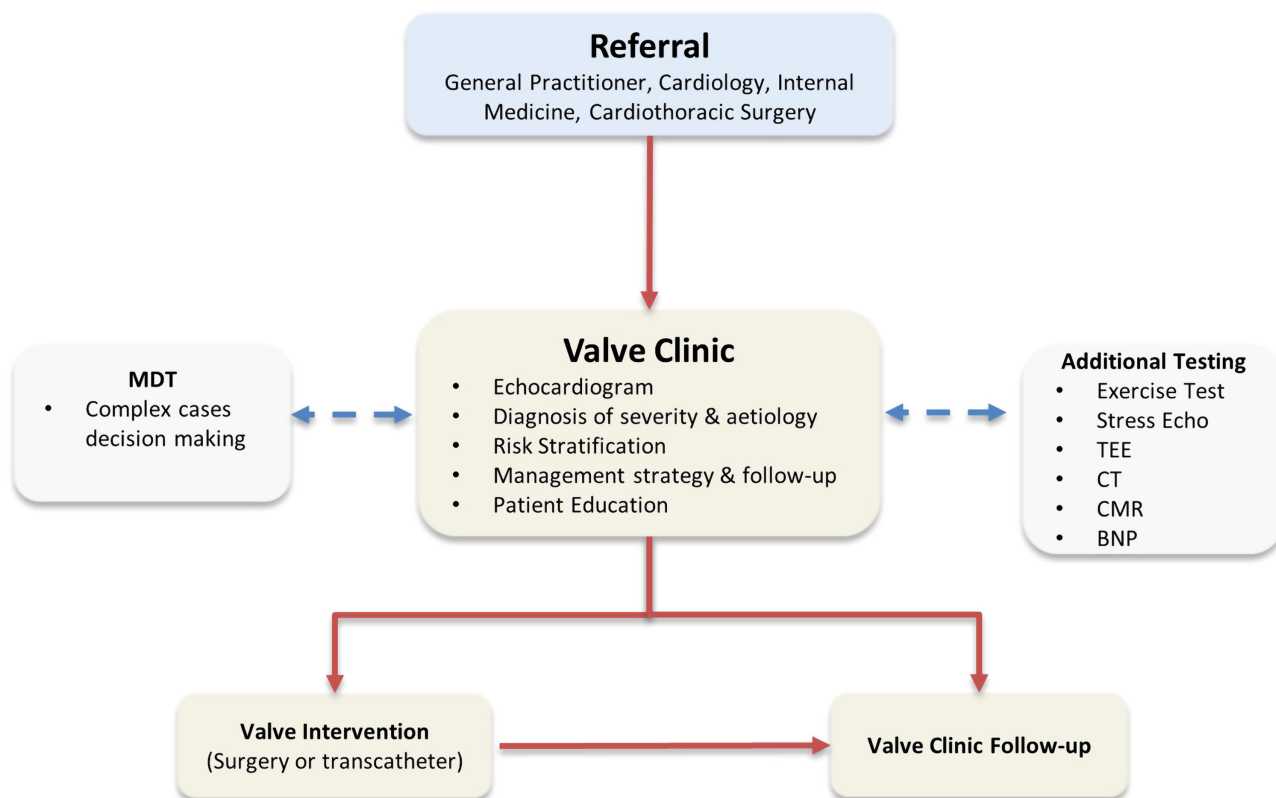 Referral
General Practitioner, Cardiology, Internal
Medicine, Cardiothoracic Surgery
Valve Clinic
• Echocardiogram
• Diagnosis of severity & aetiology
• Risk Stratification
• Management strategy & follow-up
• Patient Education
MDT
• Complex cases
decision making
Additional Testing
• Exercise Test
• Stress Echo
• TEE
• CT
• CMR
• BNP
Valve Intervention
(Surgery or transcatheter)
Valve Clinic Follow-up